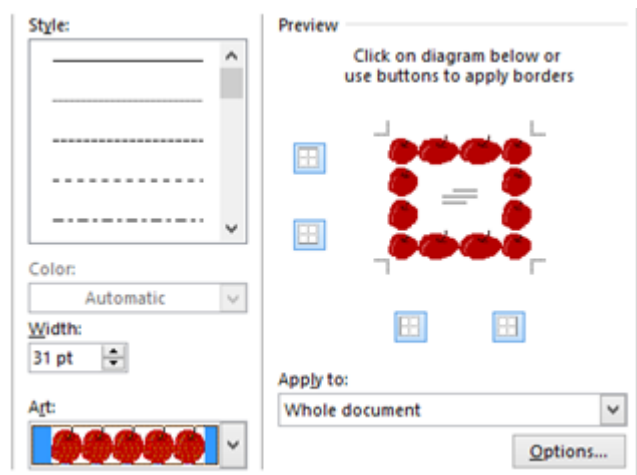 Style:
Color:
Automatic
Width:
31 pt
Art:
Preview
Click on diagram below or
use buttons to apply borders
Apply to:
Whole document
Options...